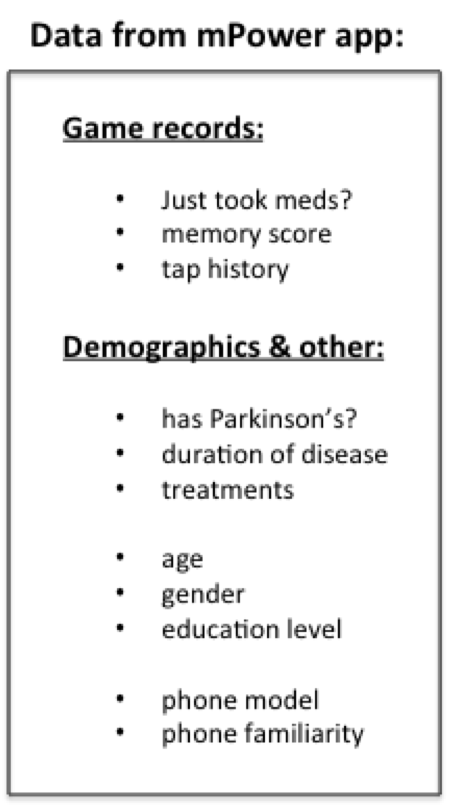 Data from mPower app:
Game records:
• Just took meds?
• memory score
• tap history
Demographics & other:
• has Parkinson's?
• duration of disease
• treatments
• age
• gender
• education level
• phone model
• phone familiarity